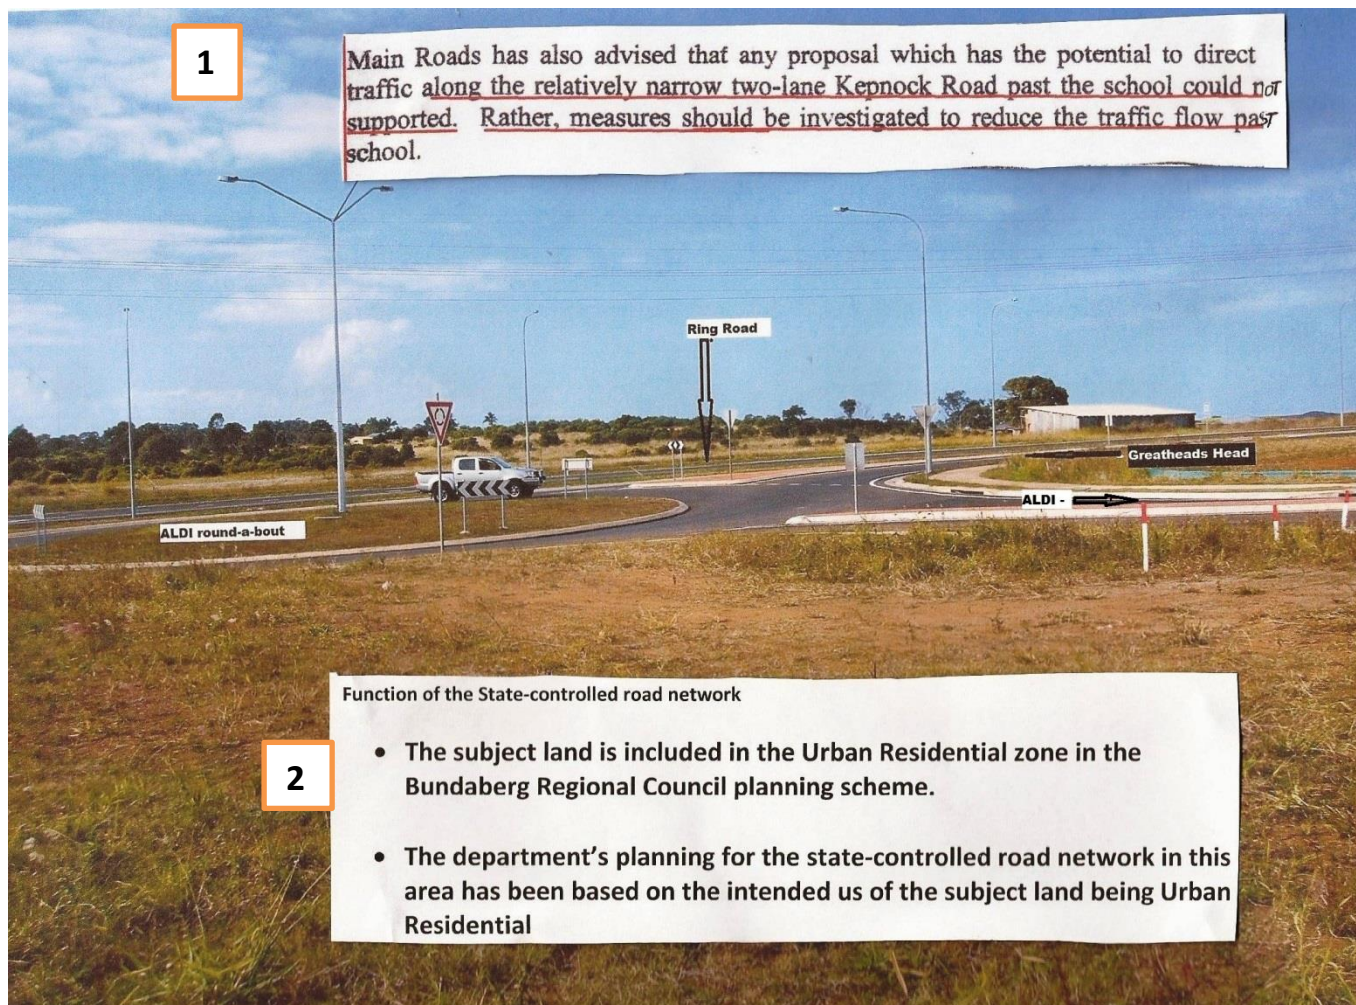 1
Main Roads has also advised that any proposal which has the potential to direct
traffic along the relatively narrow two-lane Kepnock Road past the school could not
supported. Rather, measures should be investigated to reduce the traffic flow past
school.
Ring Road
Greatheads Head
ALDI -
ALDI round-a-bout
2
Function of the State-controlled road network
• The subject land is included in the Urban Residential zone in the
Bundaberg Regional Council planning scheme.
• The department's planning for the state-controlled road network in this
area has been based on the intended us of the subject land being Urban
Residential